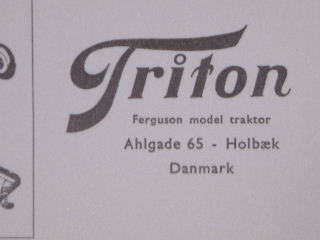 Triton
Ferguson model traktor
Ahlgade 65 - Holbæk
Danmark